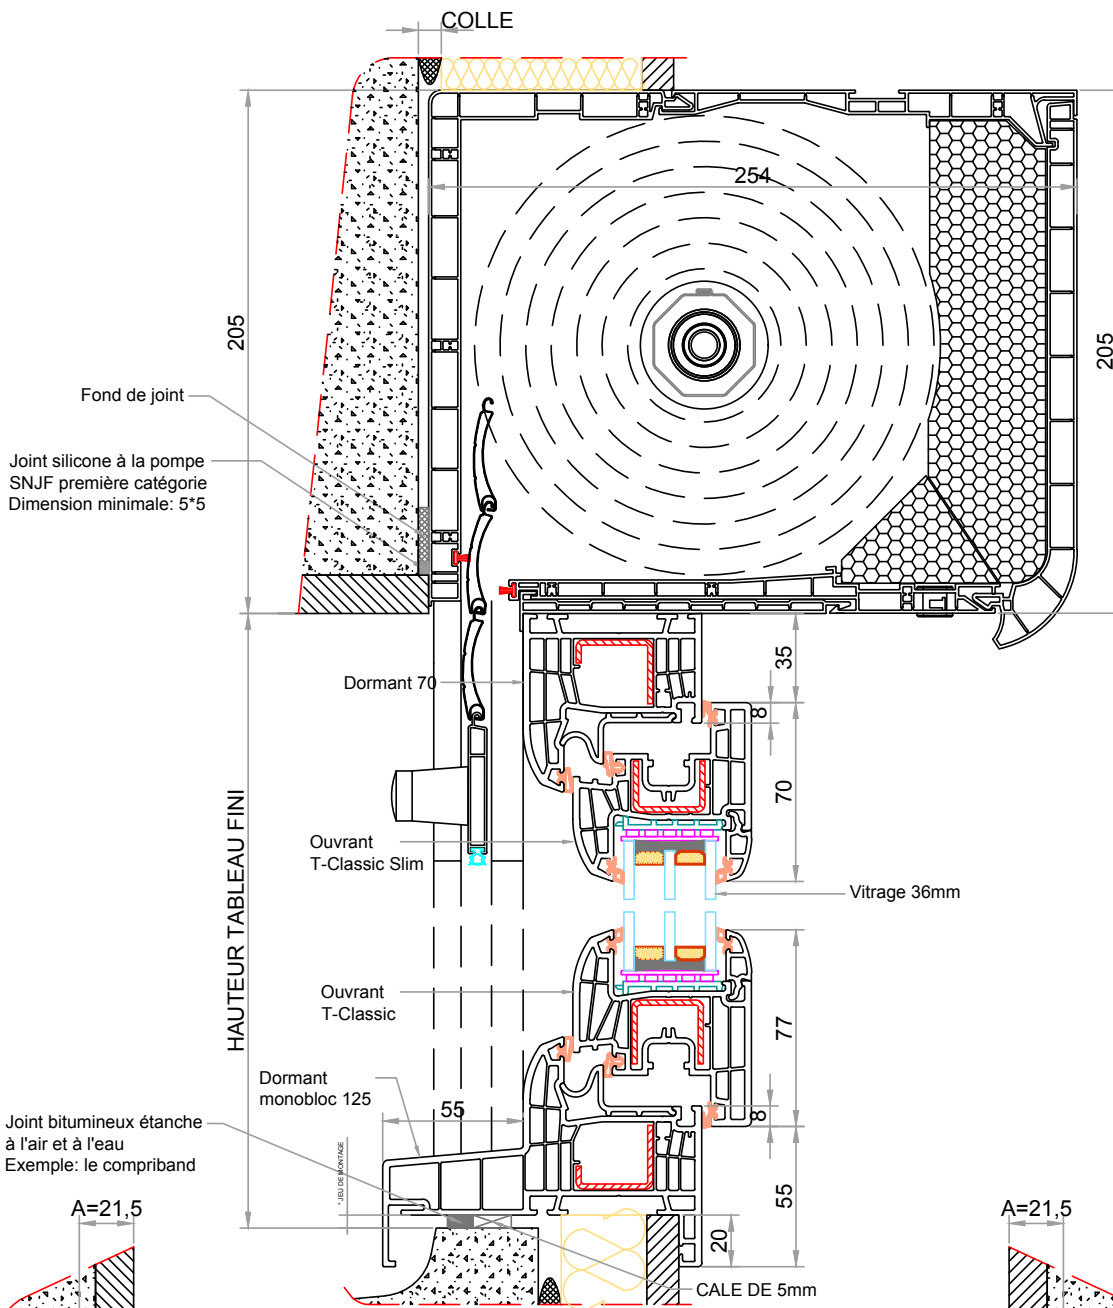 COLLE
254
205
205
Fond de joint
Joint silicone à la pompe
SNJF première catégorie
Dimension minimale: 5*5
35
Dormant 70
8
70
HAUTEUR TABLEAU FINI
Ouvrant
T-Classic Slim
Vitrage 36mm
Ouvrant
T-Classic
77
Dormant
monobloc 125
55
8
Joint bitumineux étanche
à l'air et à l'eau
Exemple: le compriband
* JEU DE MONTAGE
55
A=21,5
A=21,5
20
CALE DE 5mm